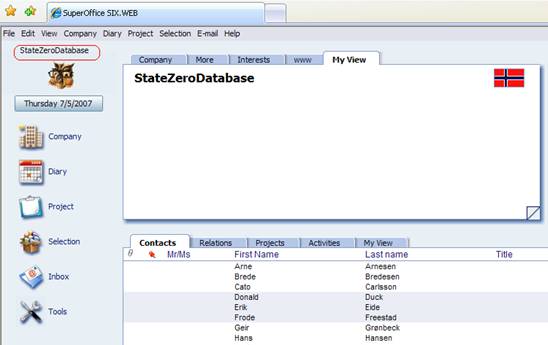 SuperOffice SIX.WEB
File Edit View Company Diary Project Selection E-mail Help
StateZeroDatabase
Thursday 7/5/2007
Company
Diary
Project
Selection
Inbox
Tools
Company More Interests www My View
StateZeroDatabase
Contacts Relations Projects Activities My View
Mr/Ms First Name Last name Title
Arne Arnesen
Brede Bredesen
Cato Carlsson
Donald Duck
Erik Eide
Frode Freestad
Geir Grønbeck
Hans Hansen